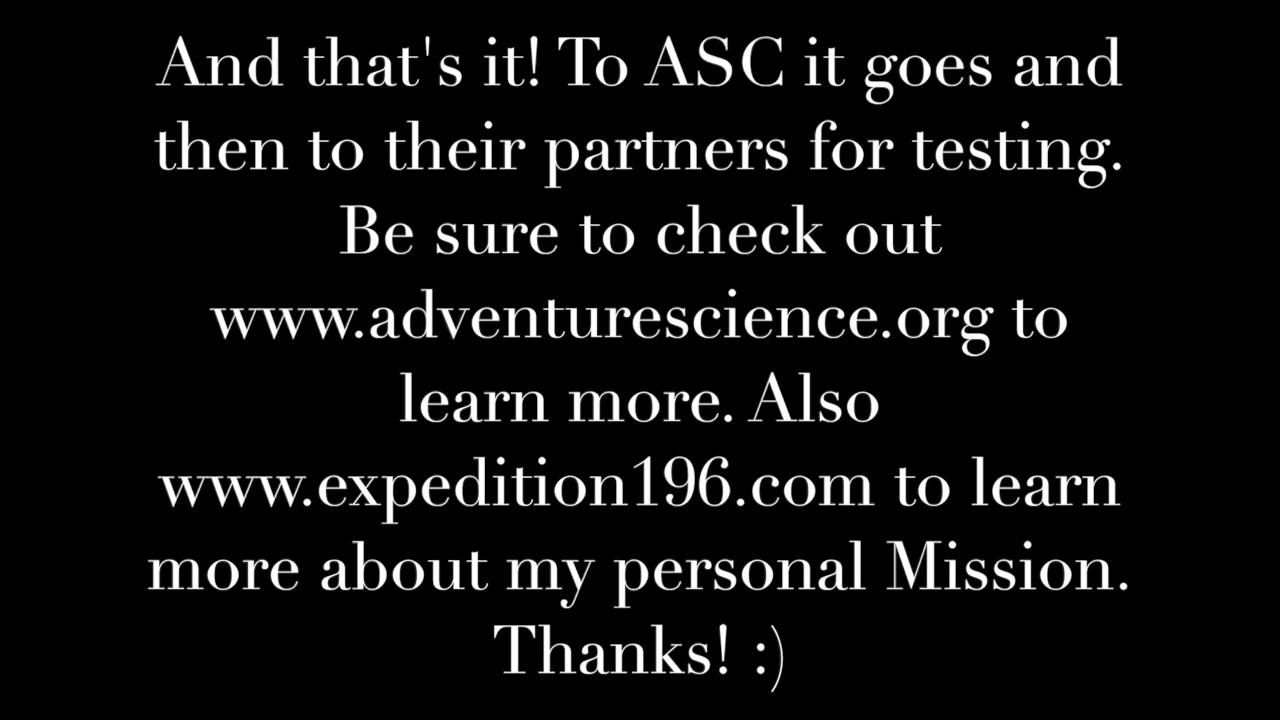 And that's it! To ASC it goes and
then to their partners for testing.
Be sure to check out
www.adventurescience.org to
learn more. Also
www.expedition196.com to learn
more about my personal Mission.
Thanks! :)